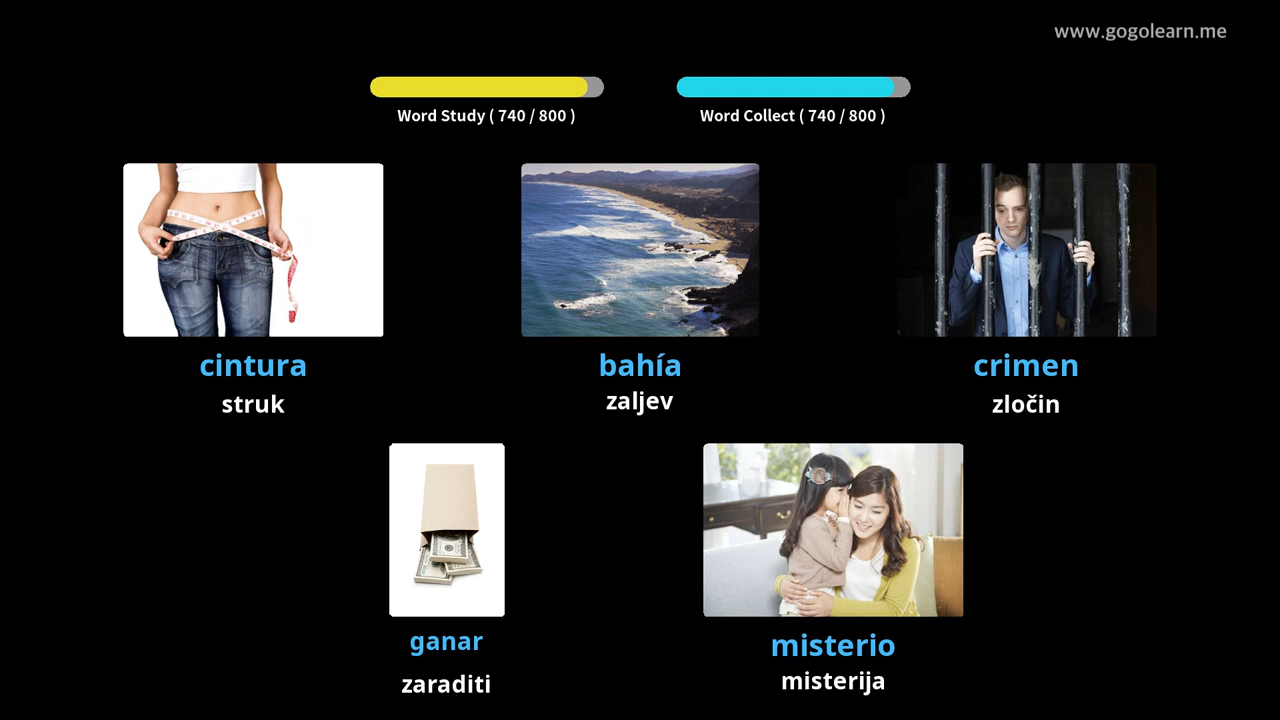 www.gogolearn.me
Word Study ( 740 / 800 )
Word Collect ( 740 / 800 )
cintura
struk
bahía
zaljev
crimen
zločin
ganar
zaraditi
misterio
misterija